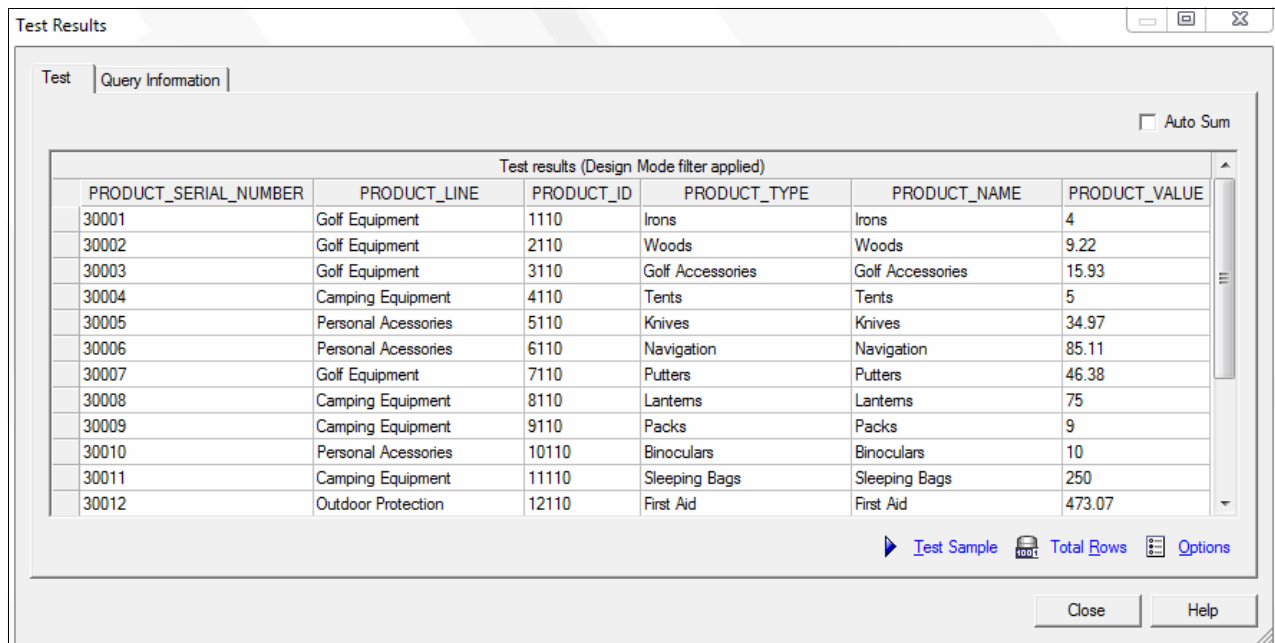 Test Results
Test Query Information
Auto Sum
Test results (Design Mode filter applied)
PRODUCT_SERIAL_NUMBER PRODUCT_LINE PRODUCT_ID PRODUCT_TYPE PRODUCT_NAME PRODUCT_VALUE
30001 Golf Equipment 1110 Irons Irons 4
30002 Golf Equipment 2110 Woods Woods 9.22
30003 Golf Equipment 3110 Golf Accessories Golf Accessories 15.93
30004 Camping Equipment 4110 Tents Tents 5
30005 Personal Acessories 5110 Knives Knives 34.97
30006 Personal Acessories 6110 Navigation Navigation 85.11
30007 Golf Equipment 7110 Putters Putters 46.38
30008 Camping Equipment 8110 Lanterns Lanterns 75
30009 Camping Equipment 9110 Packs Packs 9
30010 Personal Acessories 10110 Binoculars Binoculars 10
30011 Camping Equipment 11110 Sleeping Bags Sleeping Bags 250
30012 Outdoor Protection 12110 First Aid First Aid 473.07
Test Sample Total Rows Options
Close Help